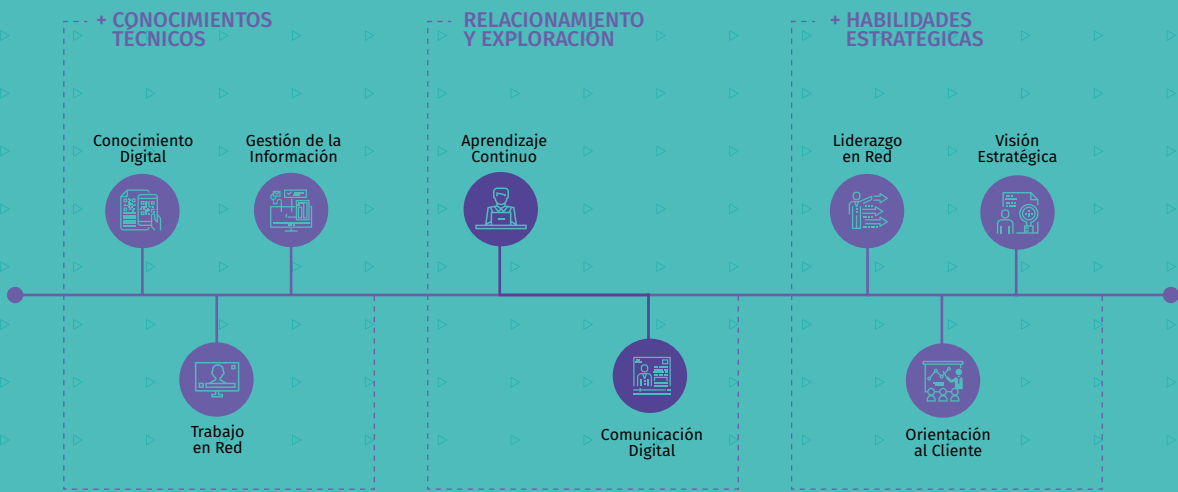 + CONOCIMIENTOS
TÉCNICOS
Conocimiento
Digital
Gestión de la
Información
Trabajo
en Red
RELACIONAMIENTO
Y EXPLORACIÓN
Aprendizaje
Continuo
Comunicación
Digital
+ HABILIDADES
ESTRATÉGICAS
Liderazgo
en Red
Visión
Estratégica
Orientación
al Cliente